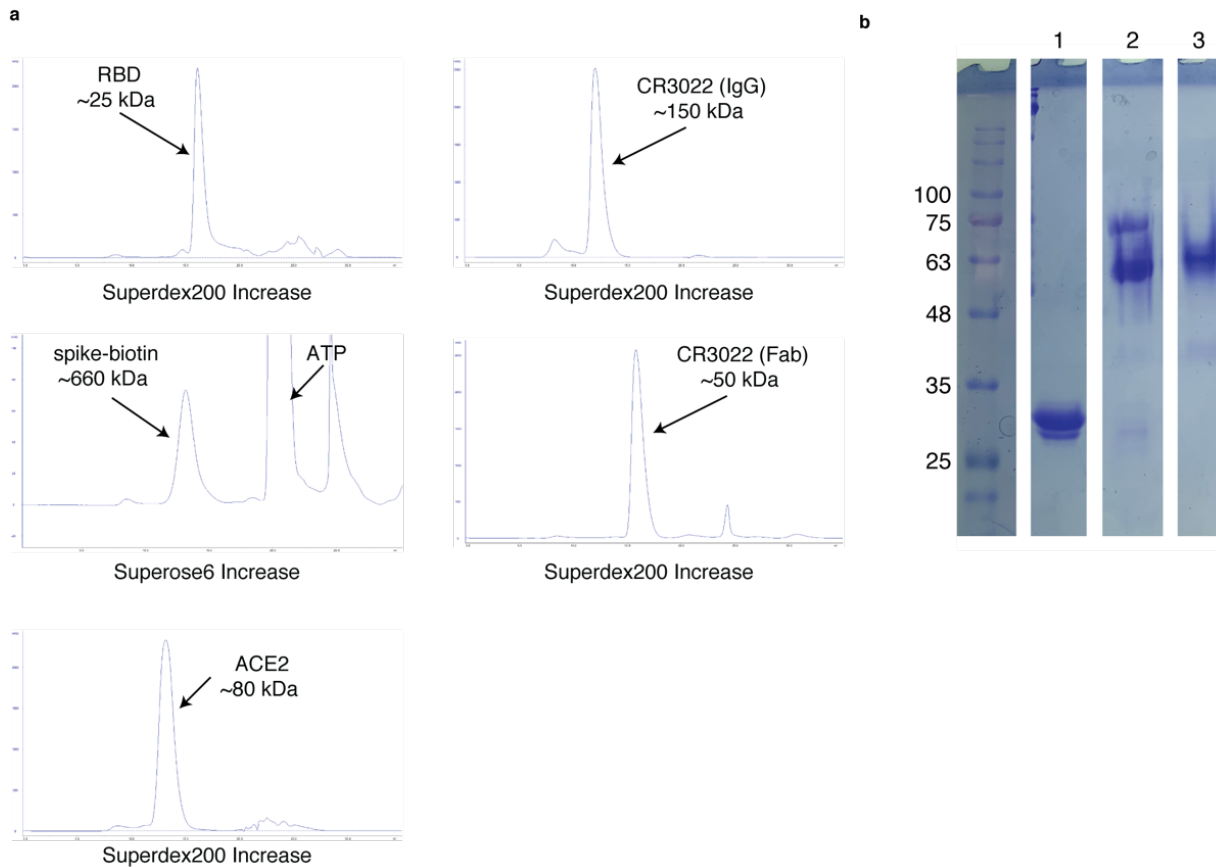 a
RBD
~25 kDa
Superdex200 Increase
CR3022 (IgG)
~150 kDa
Superdex200 Increase
spike-biotin
~660 kDa
ATP
Superose6 Increase
CR3022 (Fab)
~50 kDa
Superdex200 Increase
ACE2
~80 kDa
Superdex200 Increase
b
1 2 3
100
75
63
48
35
25